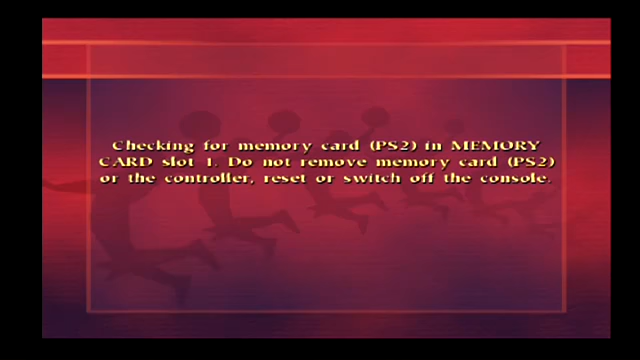 Checking for memory card (PS2) in MEMORY
CARD slot 1. Do not remove memory card (PS2)
or the controller, reset or switch off the console.